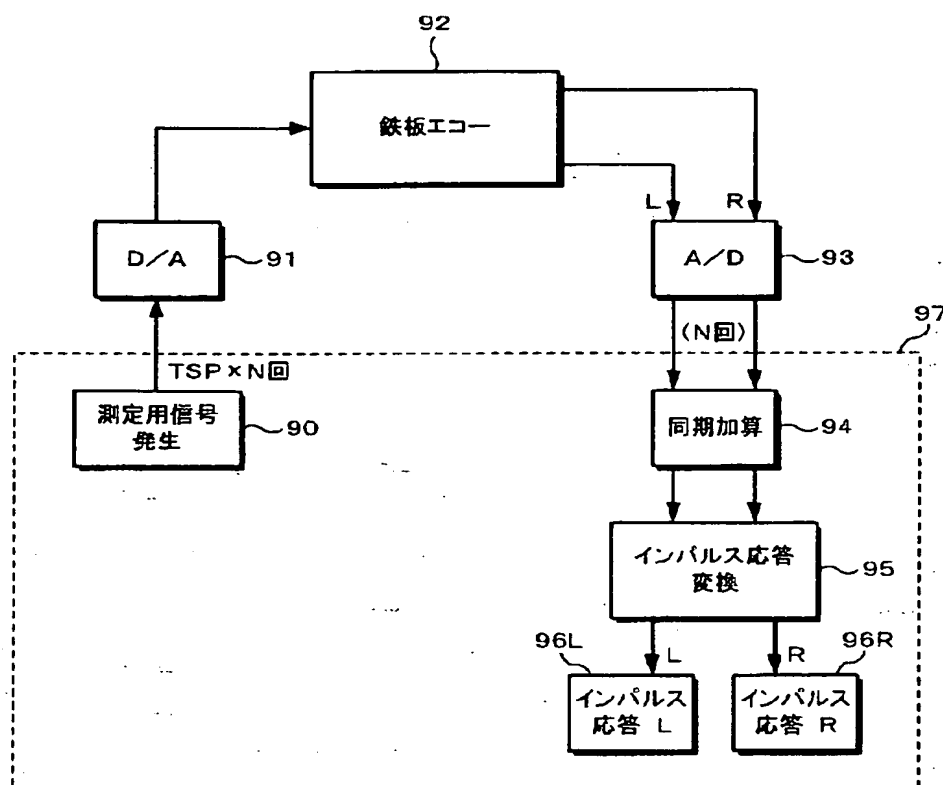 92
鉄板エコー
L
R
D/A
91
A/D
93
(N回)
97
TSP×N回
測定用信号
発生
90
同期加算
94
インパルス応答
変換
95
96L
L
R
96R
インパルス
応答 L
インパルス
応答 R